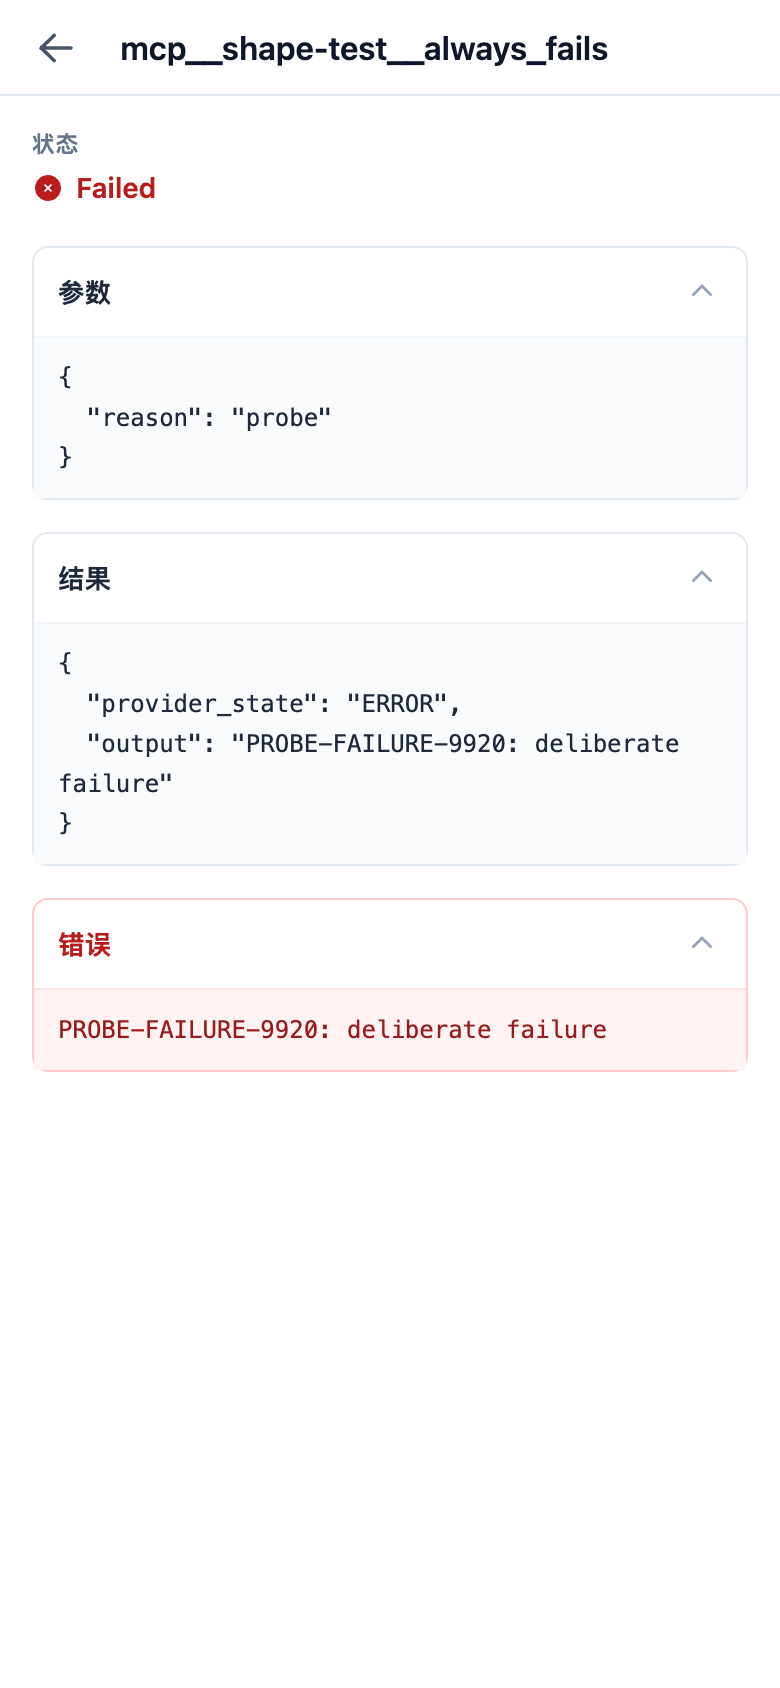 mcp__shape-test__always_fails
状态
Failed
参数
{
  "reason": "probe"
}
结果
{
  "provider_state": "ERROR",
  "output": "PROBE-FAILURE-9920: deliberate
failure"
}
错误
PROBE-FAILURE-9920: deliberate failure